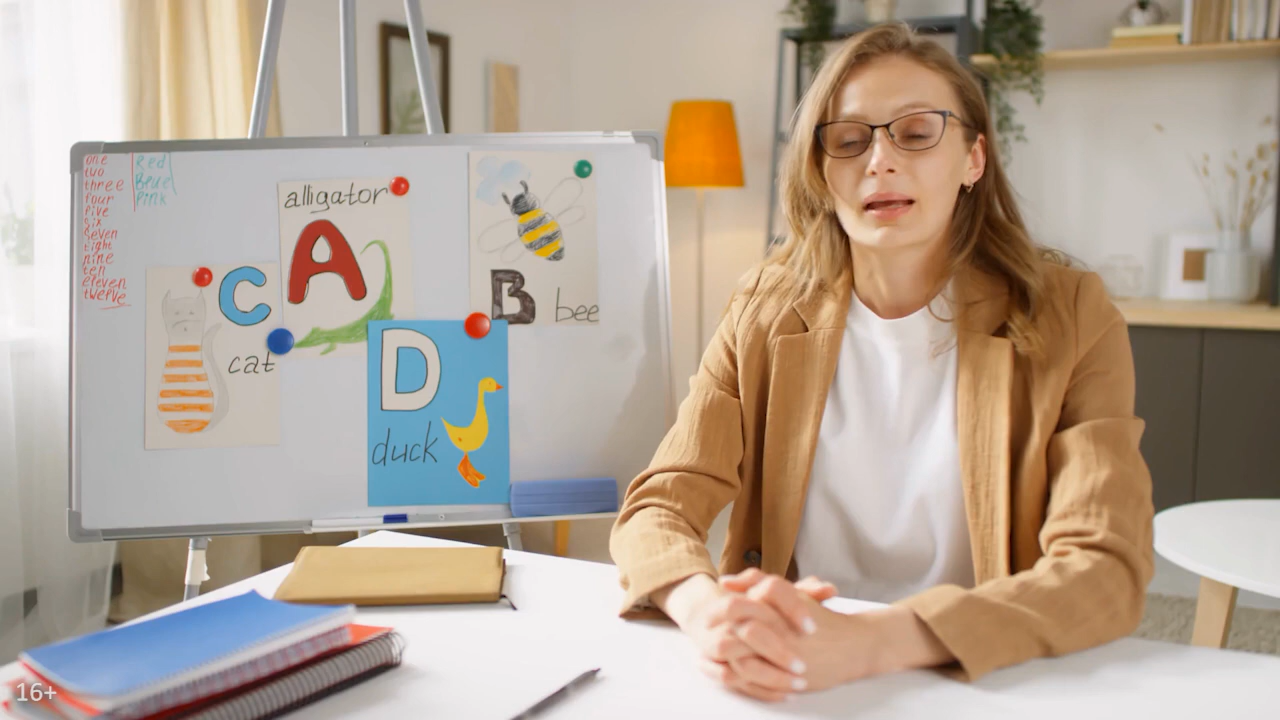 one
two
three
four
five
six
seven
eight
nine
ten
eleven
twelve
Red
Blue
Pink
alligator
A
C
cat
B
bee
D
duck
16+